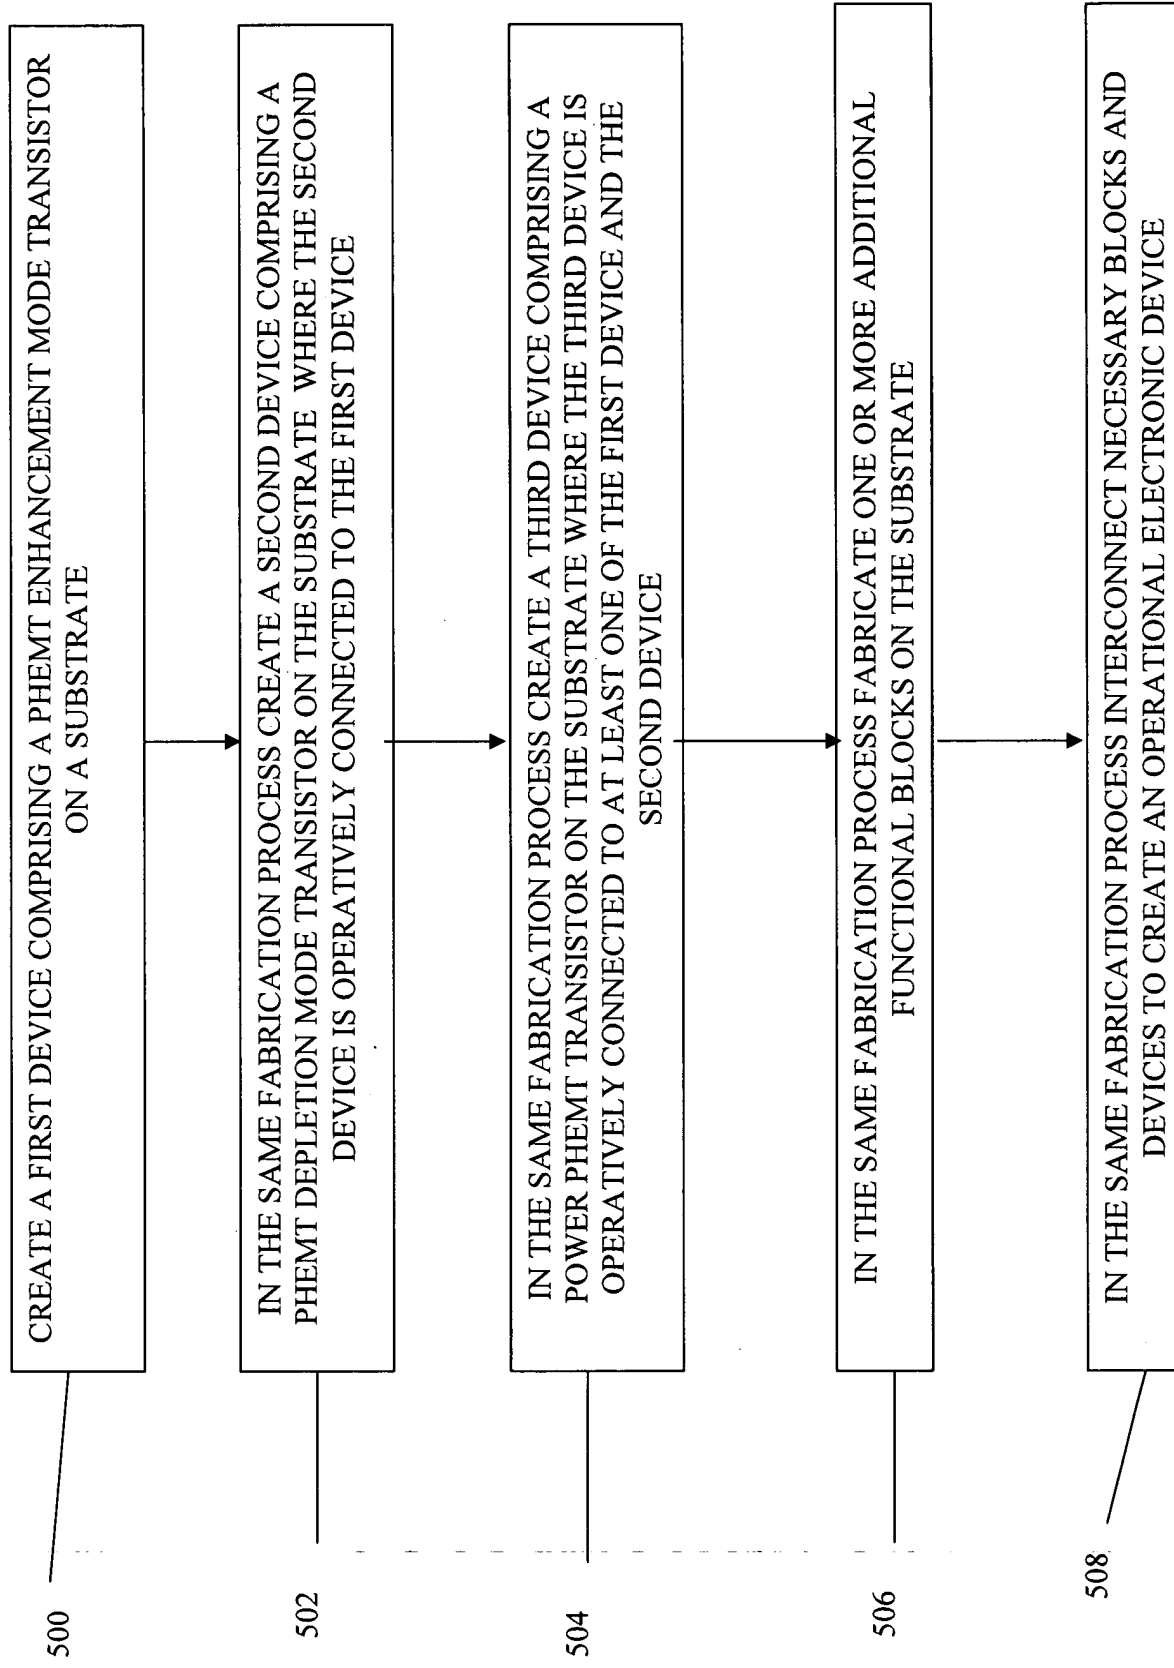 CREATE A FIRST DEVICE COMPRISING A PHEMT ENHANCEMENT MODE TRANSISTOR
ON A SUBSTRATE
500
IN THE SAME FABRICATION PROCESS CREATE A SECOND DEVICE COMPRISING A
PHEMT DEPLETION MODE TRANSISTOR ON THE SUBSTRATE WHERE THE SECOND
DEVICE IS OPERATIVELY CONNECTED TO THE FIRST DEVICE
502
IN THE SAME FABRICATION PROCESS CREATE A THIRD DEVICE COMPRISING A
POWER PHEMT TRANSISTOR ON THE SUBSTRATE WHERE THE THIRD DEVICE IS
OPERATIVELY CONNECTED TO AT LEAST ONE OF THE FIRST DEVICE AND THE
SECOND DEVICE
504
IN THE SAME FABRICATION PROCESS FABRICATE ONE OR MORE ADDITIONAL
FUNCTIONAL BLOCKS ON THE SUBSTRATE
506
IN THE SAME FABRICATION PROCESS INTERCONNECT NECESSARY BLOCKS AND
DEVICES TO CREATE AN OPERATIONAL ELECTRONIC DEVICE
508